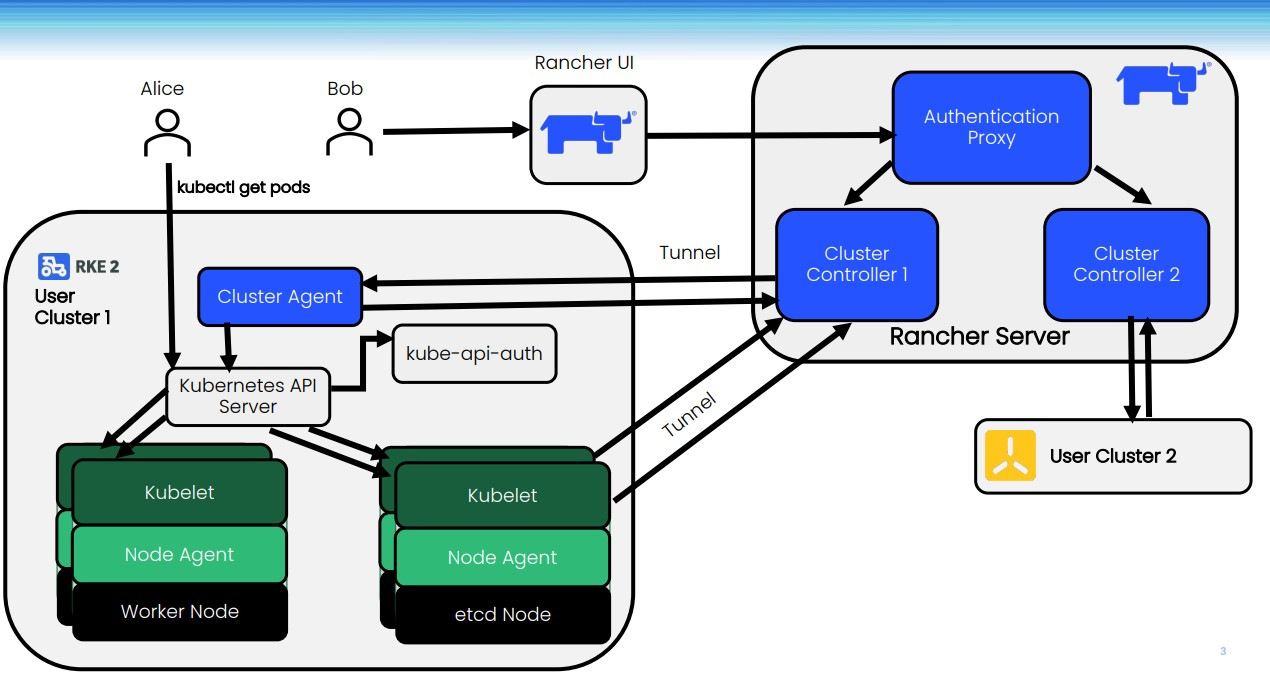 Rancher UI
Alice
Bob
Authentication
Proxy
kubectl get pods
Tunnel
Cluster
Controller 1
Cluster
Controller 2
RKE 2
User
Cluster 1
Cluster Agent
Rancher Server
kube-api-auth
Kubernetes API
Server
Tunnel
User Cluster 2
Kubelet
Node Agent
Worker Node
Kubelet
Node Agent
etcd Node
3